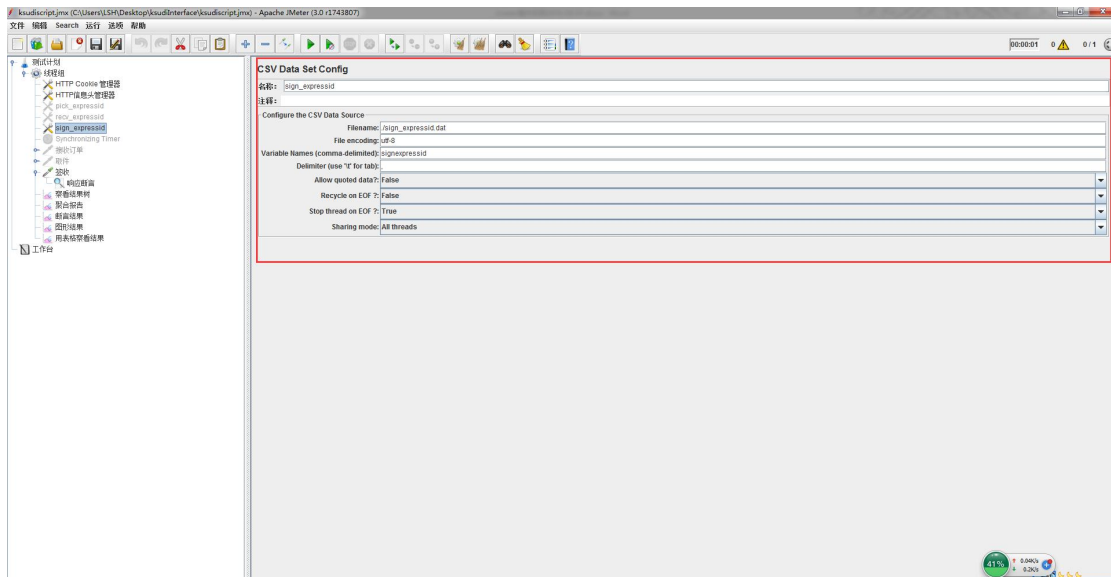 ksudiscript.jmx (C:\Users\LSH\Desktop\ksudiInterface\ksudiscript.jmx) - Apache JMeter (3.0 r1743807)
文件 编辑 Search 运行 选项 帮助
00:00:01 0 0/1
测试计划
线程组
HTTP Cookie 管理器
HTTP信息头管理器
pick_expressid
recv_expressid
sign_expressid
Synchronizing Timer
接收订单
取件
签收
响应断言
察看结果树
聚合报告
断言结果
图形结果
用表格察看结果
工作台
CSV Data Set Config
名称: sign_expressid
注释:
Configure the CSV Data Source
Filename: ./sign_expressid.dat
File encoding: utf-8
Variable Names (comma-delimited): signexpressid
Delimiter (use '\t' for tab): ,
Allow quoted data?: False
Recycle on EOF ?: False
Stop thread on EOF ?: True
Sharing mode: All threads
41% 0.04K/s
0.2K/s